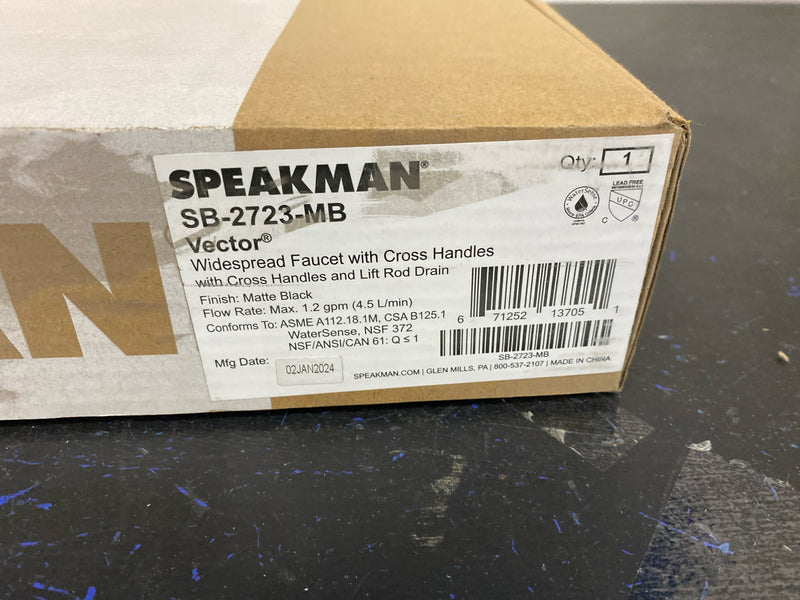 SPEAKMAN®
Qty: 1
SB-2723-MB
WaterSense
LEAD FREE
UPC
C ®
Vector®
Widespread Faucet with Cross Handles
with Cross Handles and Lift Rod Drain
Finish: Matte Black
Flow Rate: Max. 1.2 gpm (4.5 L/min)
Conforms To: ASME A112.18.1M, CSA B125.1
WaterSense, NSF 372
NSF/ANSI/CAN 61: Q ≤ 1
6 71252 13705 1
SB-2723-MB
Mfg Date: 02JAN2024
SPEAKMAN.COM | GLEN MILLS, PA | 800-537-2107 | MADE IN CHINA
AN